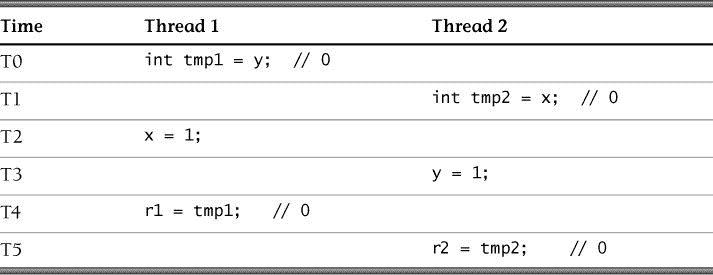 Time Thread 1 Thread 2
T0 int tmp1 = y; // 0
T1 int tmp2 = x; // 0
T2 x = 1;
T3 y = 1;
T4 r1 = tmp1; // 0
T5 r2 = tmp2; // 0